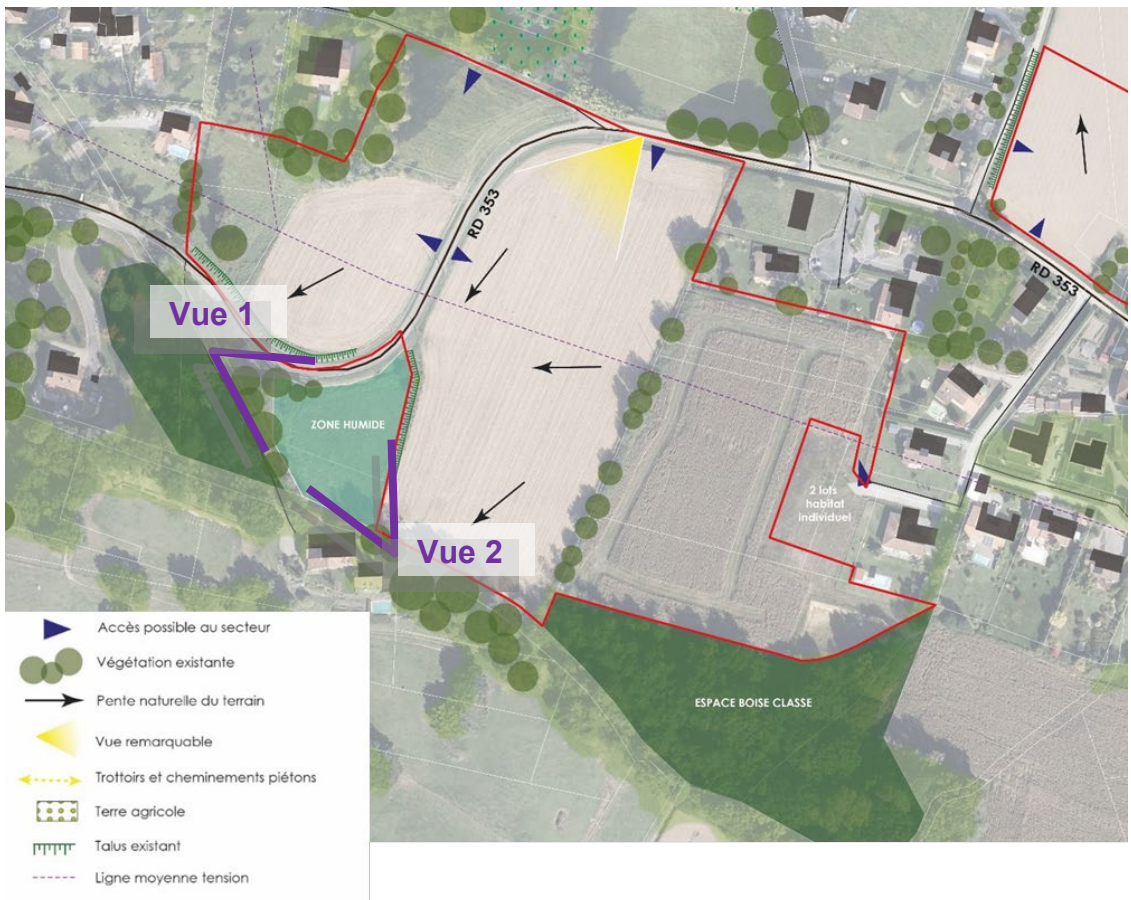 RD 353
RD 353
Vue 1
ZONE HUMIDE
2 lots
habitat
individuel
Vue 2
ESPACE BOISE CLASSE
Accès possible au secteur
Végétation existante
Pente naturelle du terrain
Vue remarquable
Trottoirs et cheminements piétons
Terre agricole
Talus existant
Ligne moyenne tension